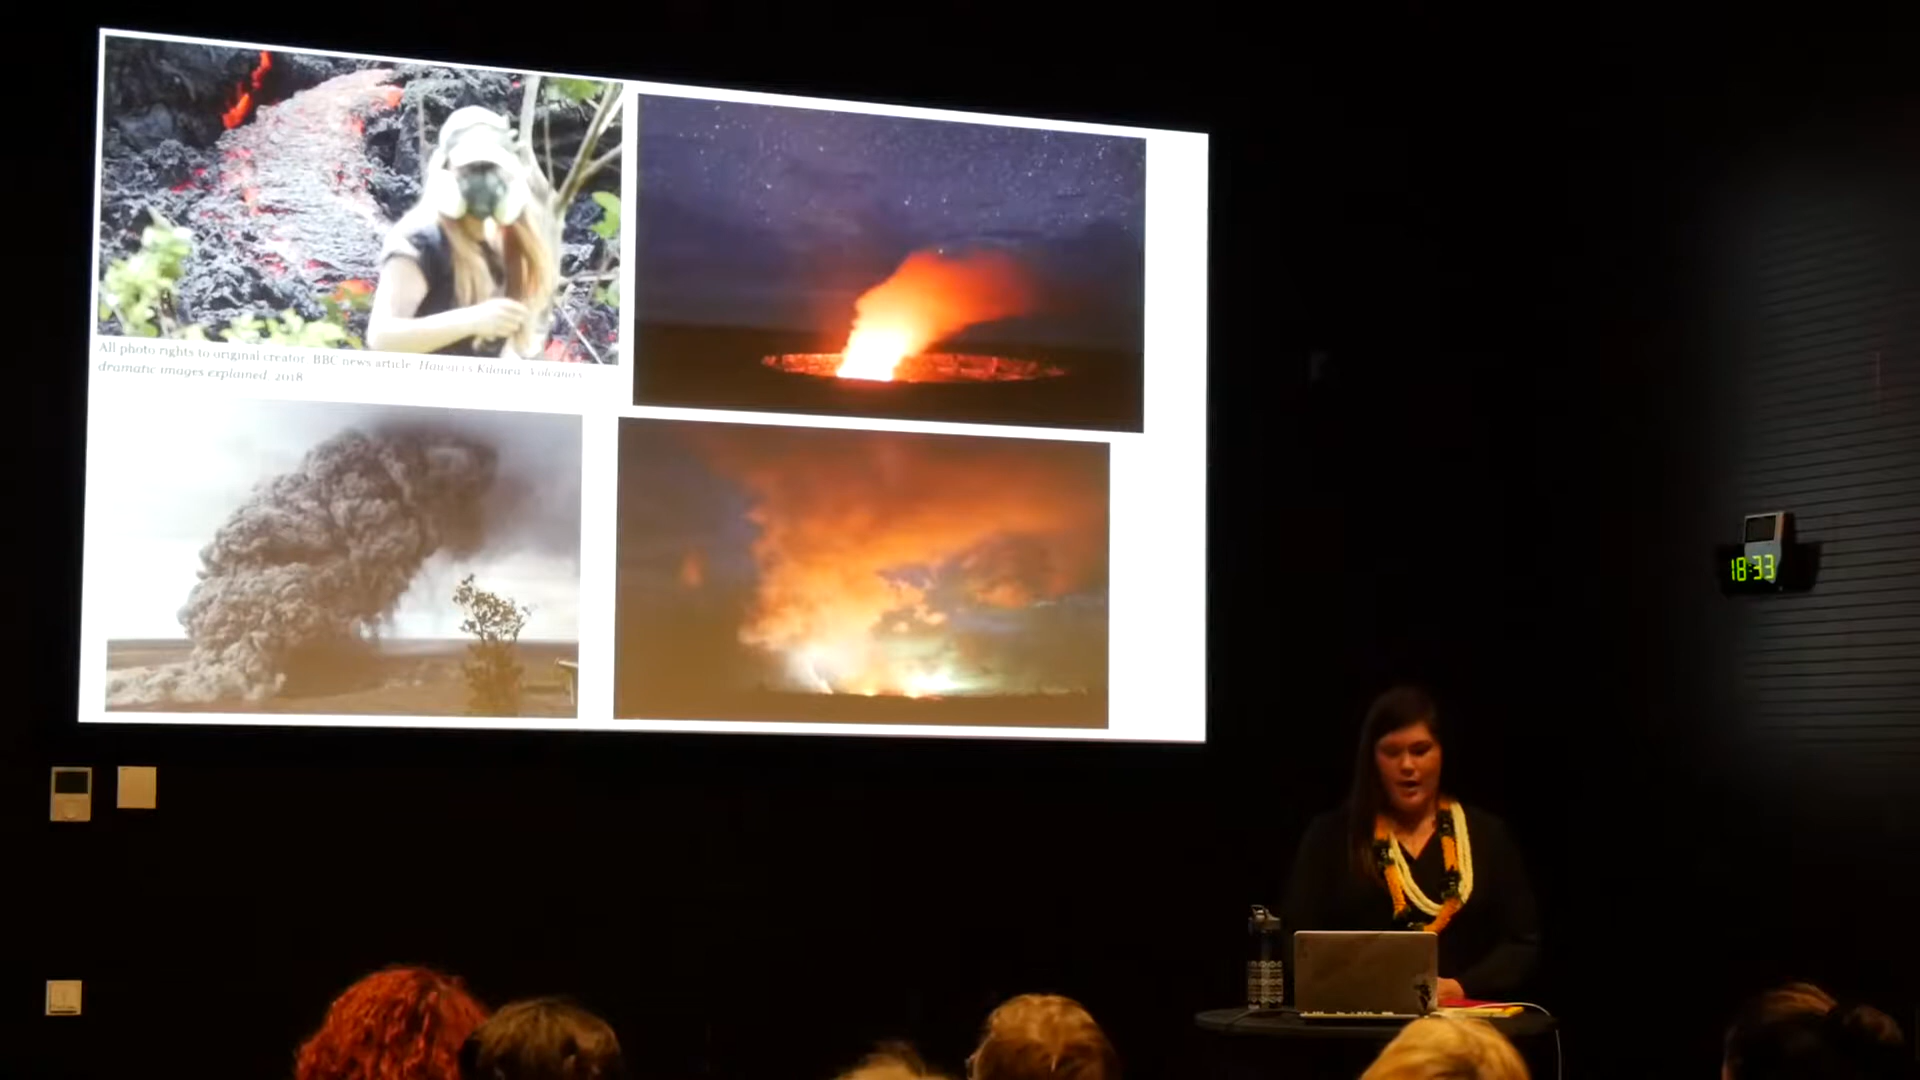 All photo rights to original creator. BBC news article. Hawaii's Kilauea: Volcano's
dramatic images explained. 2018
18:33